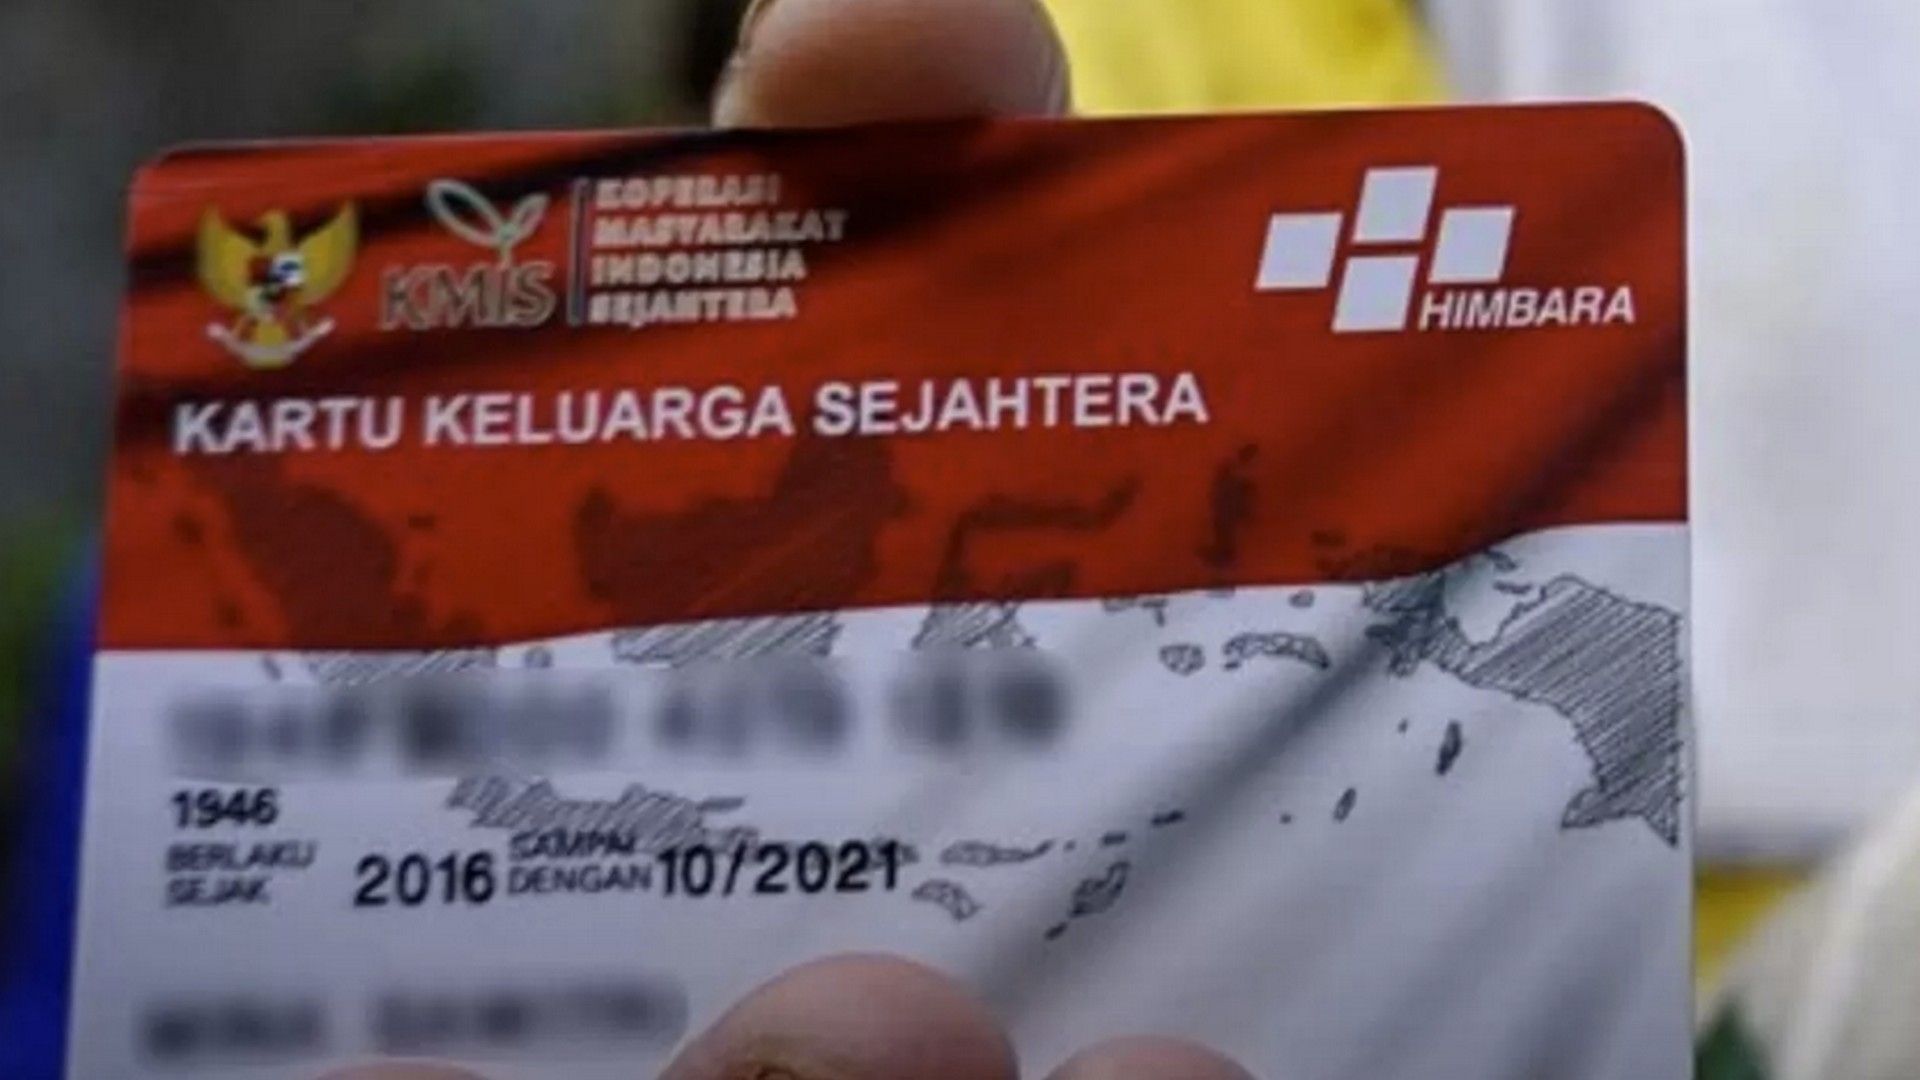 KMIS
KOPERASI
MASYARAKAT
INDONESIA
SEJAHTERA
HIMBARA
KARTU KELUARGA SEJAHTERA
1946
BERLAKU
SEJAK
2016
SAMPAI
DENGAN
10/2021